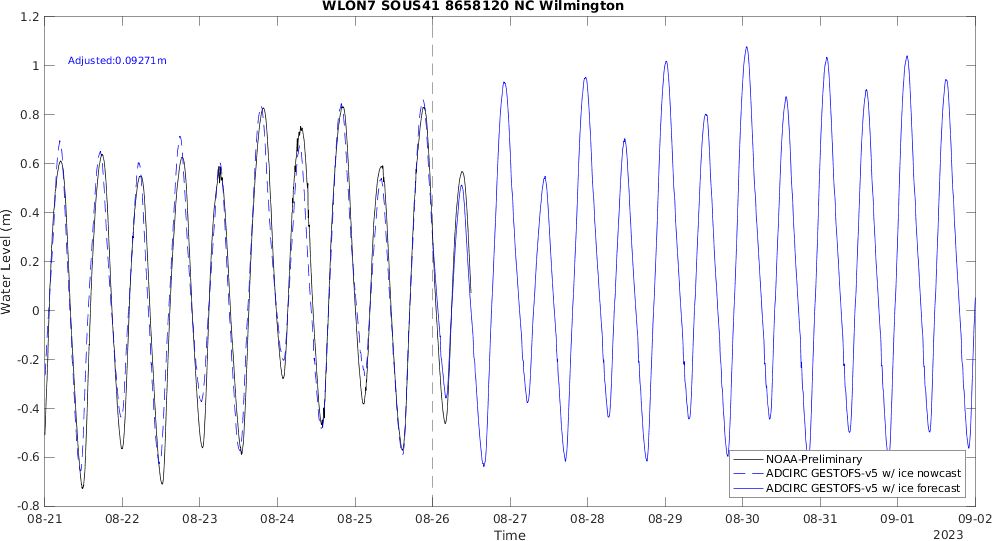 WLON7 SOUS41 8658120 NC Wilmington
Adjusted:0.09271m
Water Level (m)
1.2
1
0.8
0.6
0.4
0.2
0
-0.2
-0.4
-0.6
-0.8
NOAA-Preliminary
ADCIRC GESTOFS-v5 w/ ice nowcast
ADCIRC GESTOFS-v5 w/ ice forecast
08-21 08-22 08-23 08-24 08-25 08-26 08-27 08-28 08-29 08-30 08-31 09-01 09-02
Time
2023